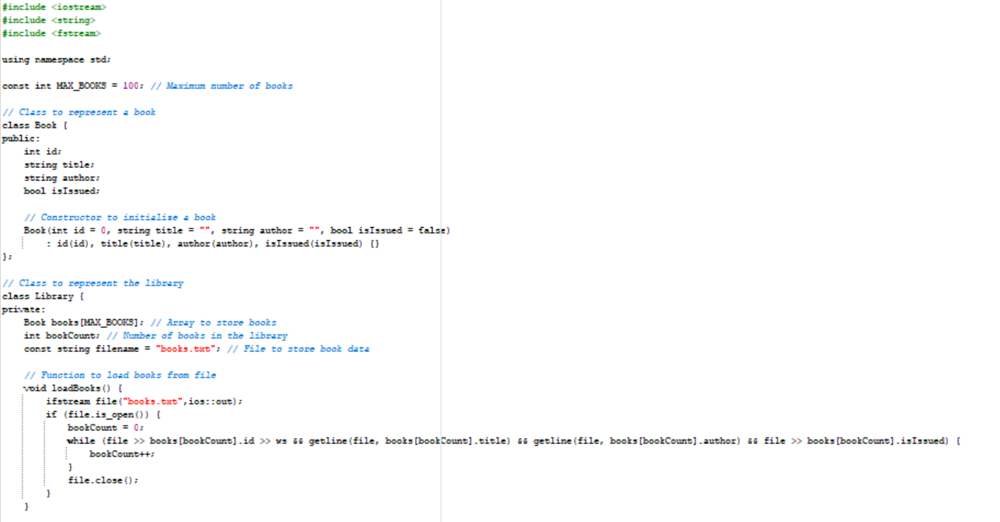 #include <iostream>
#include <string>
#include <fstream>
using namespace std;
const int MAX_BOOKS = 100; // Maximum number of books
// Class to represent a book
class Book {
public:
    int id;
    string title;
    string author;
    bool isIssued;
    // Constructor to initialize a book
    Book(int id = 0, string title = "", string author = "", bool isIssued = false)
        : id(id), title(title), author(author), isIssued(isIssued) {}
};
// Class to represent the library
class Library {
private:
    Book books[MAX_BOOKS]; // Array to store books
    int bookCount; // Number of books in the library
    const string filename = "books.txt"; // File to store book data
    // Function to load books from file
    void loadBooks() {
        ifstream file("books.txt",ios::out);
        if (file.is_open()) {
            bookCount = 0;
            while (file >> books[bookCount].id >> ws && getline(file, books[bookCount].title) && getline(file, books[bookCount].author) && file >> books[bookCount].isIssued) {
                bookCount++;
            }
            file.close();
        }
    }